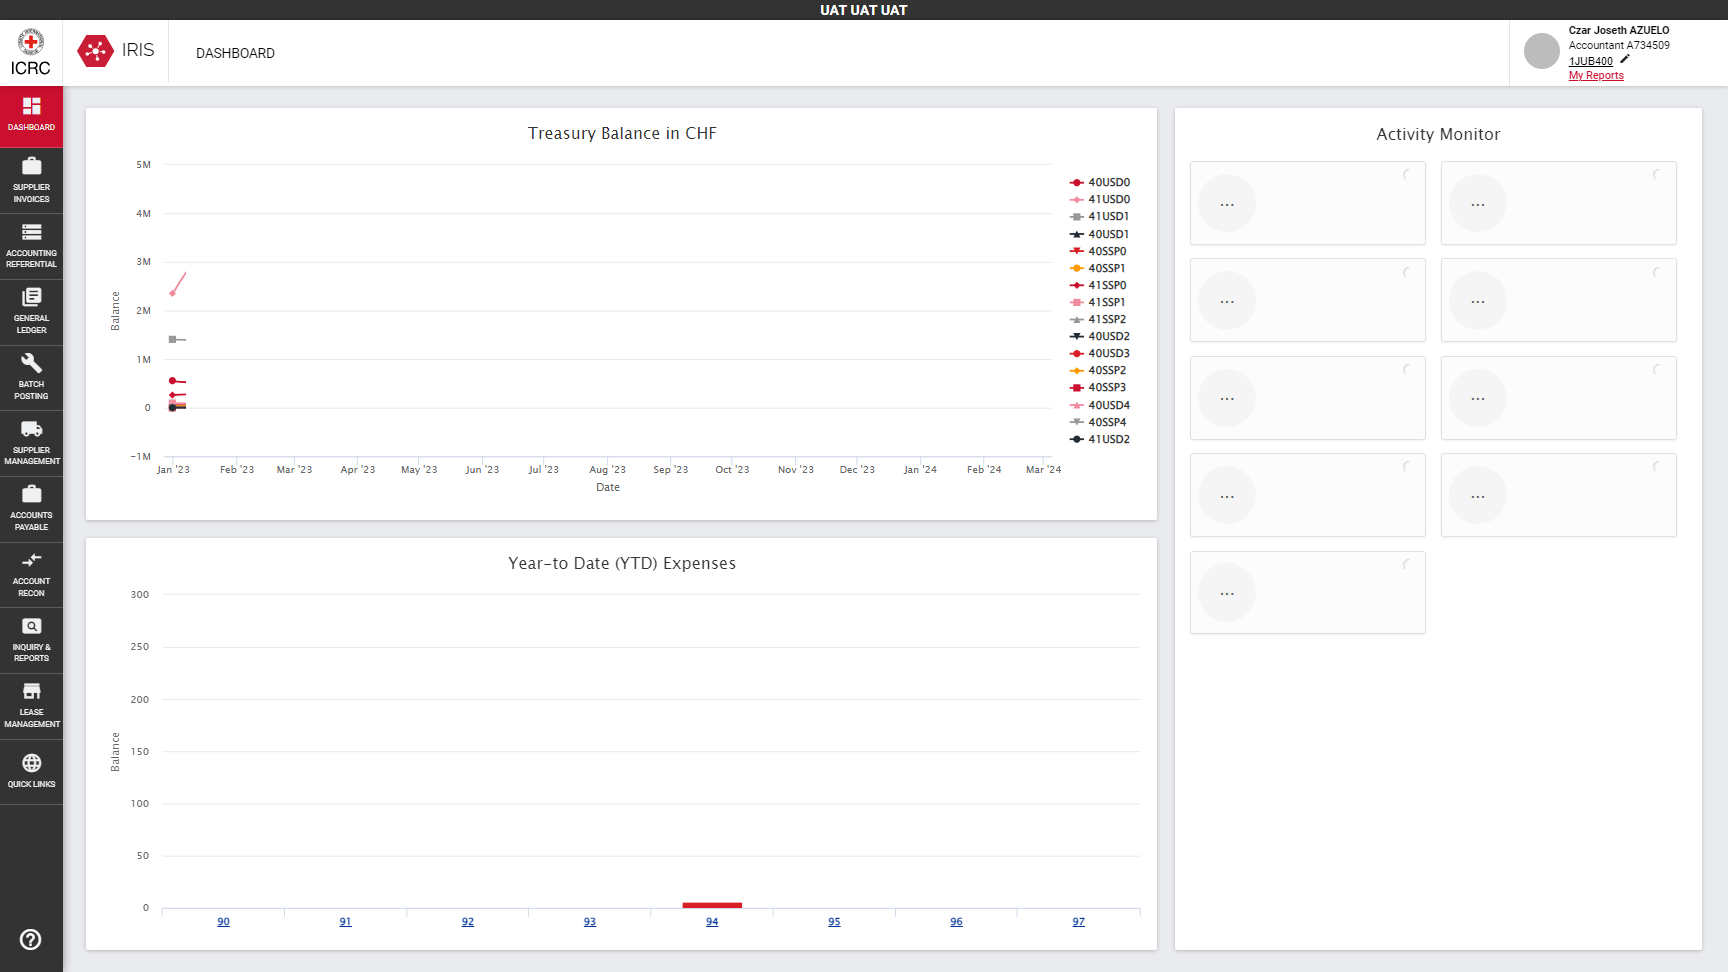 UAT UAT UAT
ICRC
IRIS
DASHBOARD
Czar Joseth AZUELO
Accountant A734509
1JUB400
My Reports
DASHBOARD
SUPPLIER
INVOICES
ACCOUNTING
REFERENTIAL
GENERAL
LEDGER
BATCH
POSTING
SUPPLIER
MANAGEMENT
ACCOUNTS
PAYABLE
ACCOUNT
RECON
INQUIRY &
REPORTS
LEASE
MANAGEMENT
QUICK LINKS
Treasury Balance in CHF
5M
4M
3M
2M
1M
0
−1M
Balance
Jan '23 Feb '23 Mar '23 Apr '23 May '23 Jun '23 Jul '23 Aug '23 Sep '23 Oct '23 Nov '23 Dec '23 Jan '24 Feb '24 Mar '24
Date
40USD0
41USD0
41USD1
40USD1
40SSP0
40SSP1
41SSP0
41SSP1
41SSP2
40USD2
40USD3
40SSP2
40SSP3
40USD4
40SSP4
41USD2
Year-to Date (YTD) Expenses
300
250
200
150
100
50
0
Balance
90 91 92 93 94 95 96 97
Activity Monitor
... ...
... ...
... ...
... ...
...